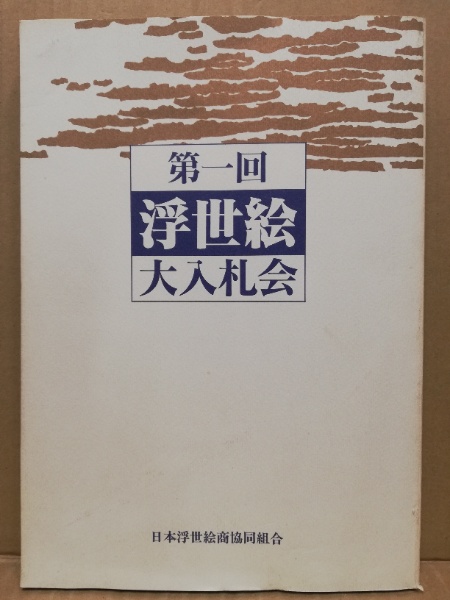 第一回
浮世絵
大入札会
日本浮世絵商協同組合